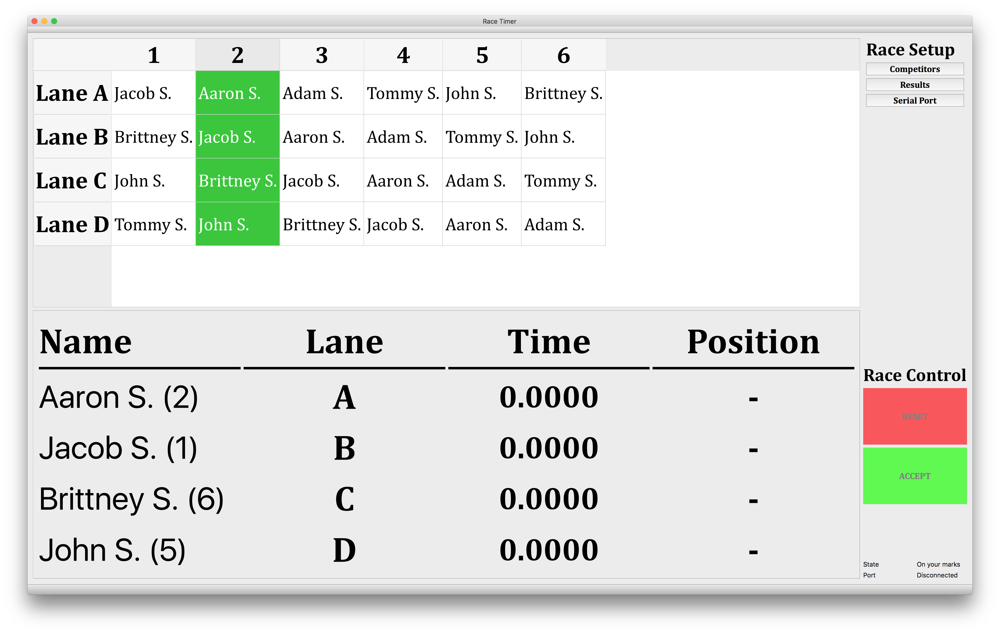 Race Timer
1 2 3 4 5 6
Lane A Jacob S. Aaron S. Adam S. Tommy S. John S. Brittney S.
Lane B Brittney S. Jacob S. Aaron S. Adam S. Tommy S. John S.
Lane C John S. Brittney S. Jacob S. Aaron S. Adam S. Tommy S.
Lane D Tommy S. John S. Brittney S. Jacob S. Aaron S. Adam S.
Race Setup
Competitors
Results
Serial Port
Name Lane Time Position
Aaron S. (2) A 0.0000 -
Jacob S. (1) B 0.0000 -
Brittney S. (6) C 0.0000 -
John S. (5) D 0.0000 -
Race Control
RESET
ACCEPT
State On your marks
Port Disconnected